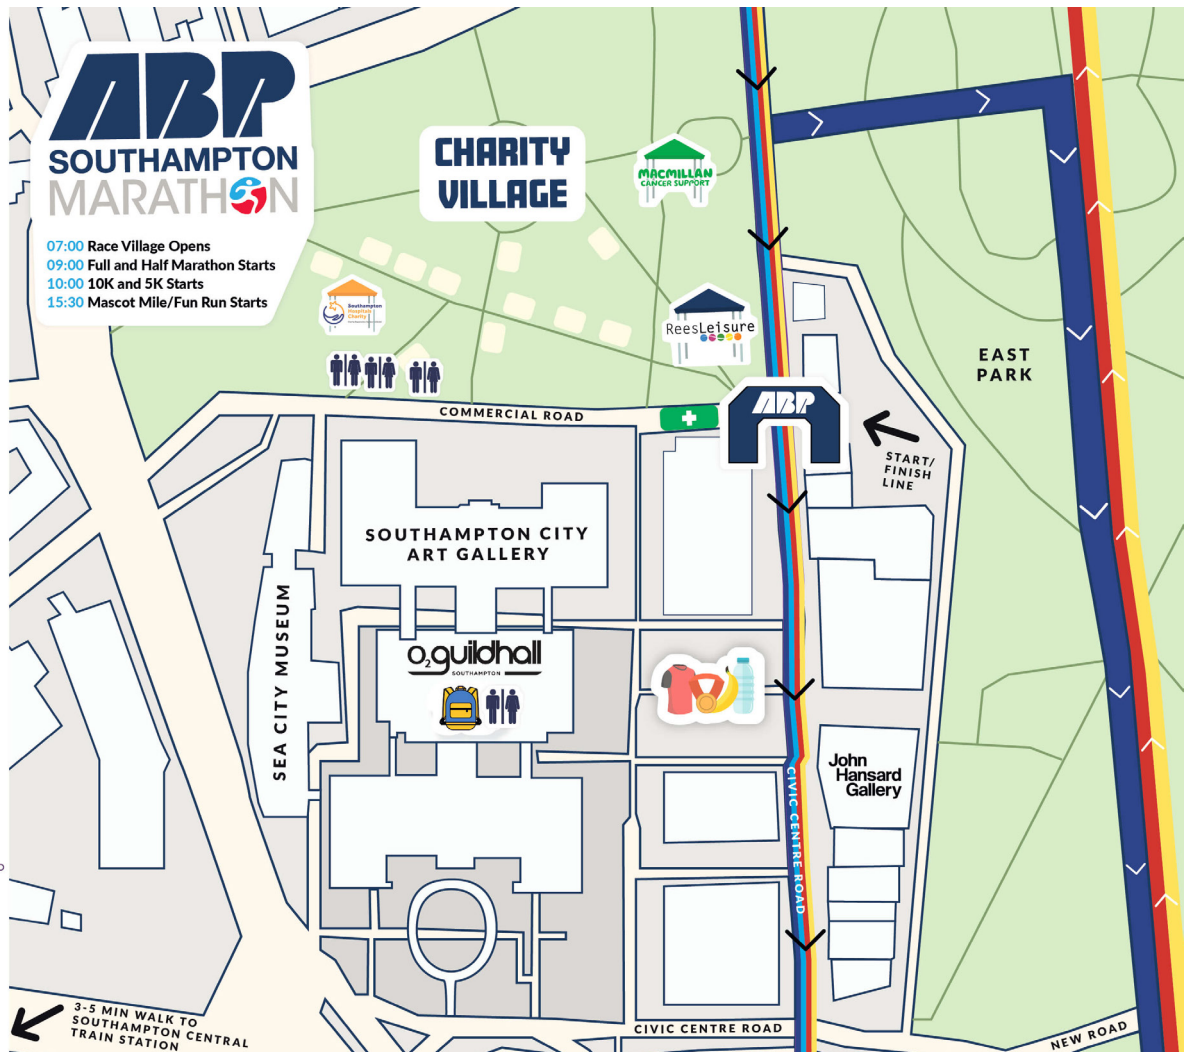 ABP
SOUTHAMPTON
MARATHON
07:00 Race Village Opens
09:00 Full and Half Marathon Starts
10:00 10K and 5K Starts
15:30 Mascot Mile/Fun Run Starts
CHARITY
VILLAGE
MACMILLAN
CANCER SUPPORT
Southampton
Hospitals
Charity
ReesLeisure
EAST
PARK
COMMERCIAL ROAD
ABP
START/
FINISH
LINE
SOUTHAMPTON CITY
ART GALLERY
SEA CITY MUSEUM
O2 guildhall
SOUTHAMPTON
John
Hansard
Gallery
CIVIC CENTRE ROAD
3-5 MIN WALK TO
SOUTHAMPTON CENTRAL
TRAIN STATION
CIVIC CENTRE ROAD
NEW ROAD